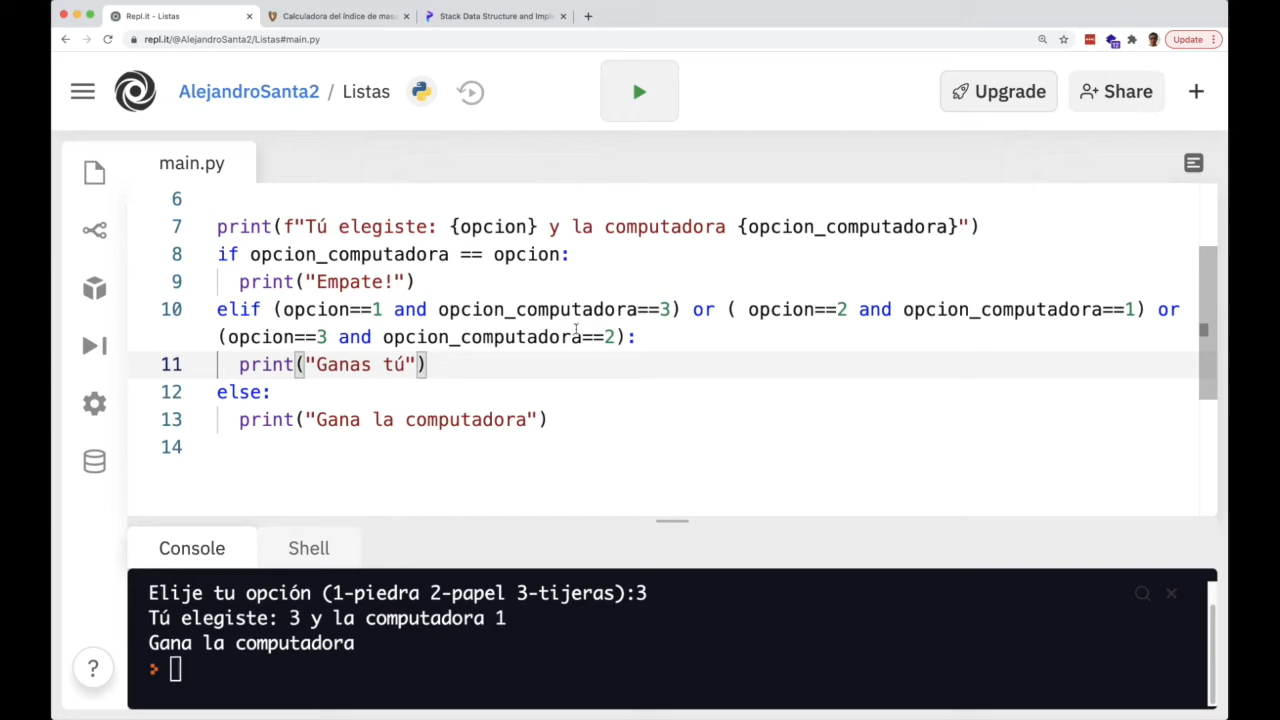 Repl.it - Listas
Calculadora del índice de mas
Stack Data Structure and Imple
repl.it/@AlejandroSanta2/Listas#main.py
12
Update
AlejandroSanta2 / Listas
Upgrade
Share
main.py
6
7 print(f"Tú elegiste: {opcion} y la computadora {opcion_computadora}")
8 if opcion_computadora == opcion:
9 print("Empate!")
10 elif (opcion==1 and opcion_computadora==3) or ( opcion==2 and opcion_computadora==1) or
(opcion==3 and opcion_computadora==2):
11 print("Ganas tú")
12 else:
13 print("Gana la computadora")
14
Console Shell
Elije tu opción (1-piedra 2-papel 3-tijeras):3
Tú elegiste: 3 y la computadora 1
Gana la computadora
?